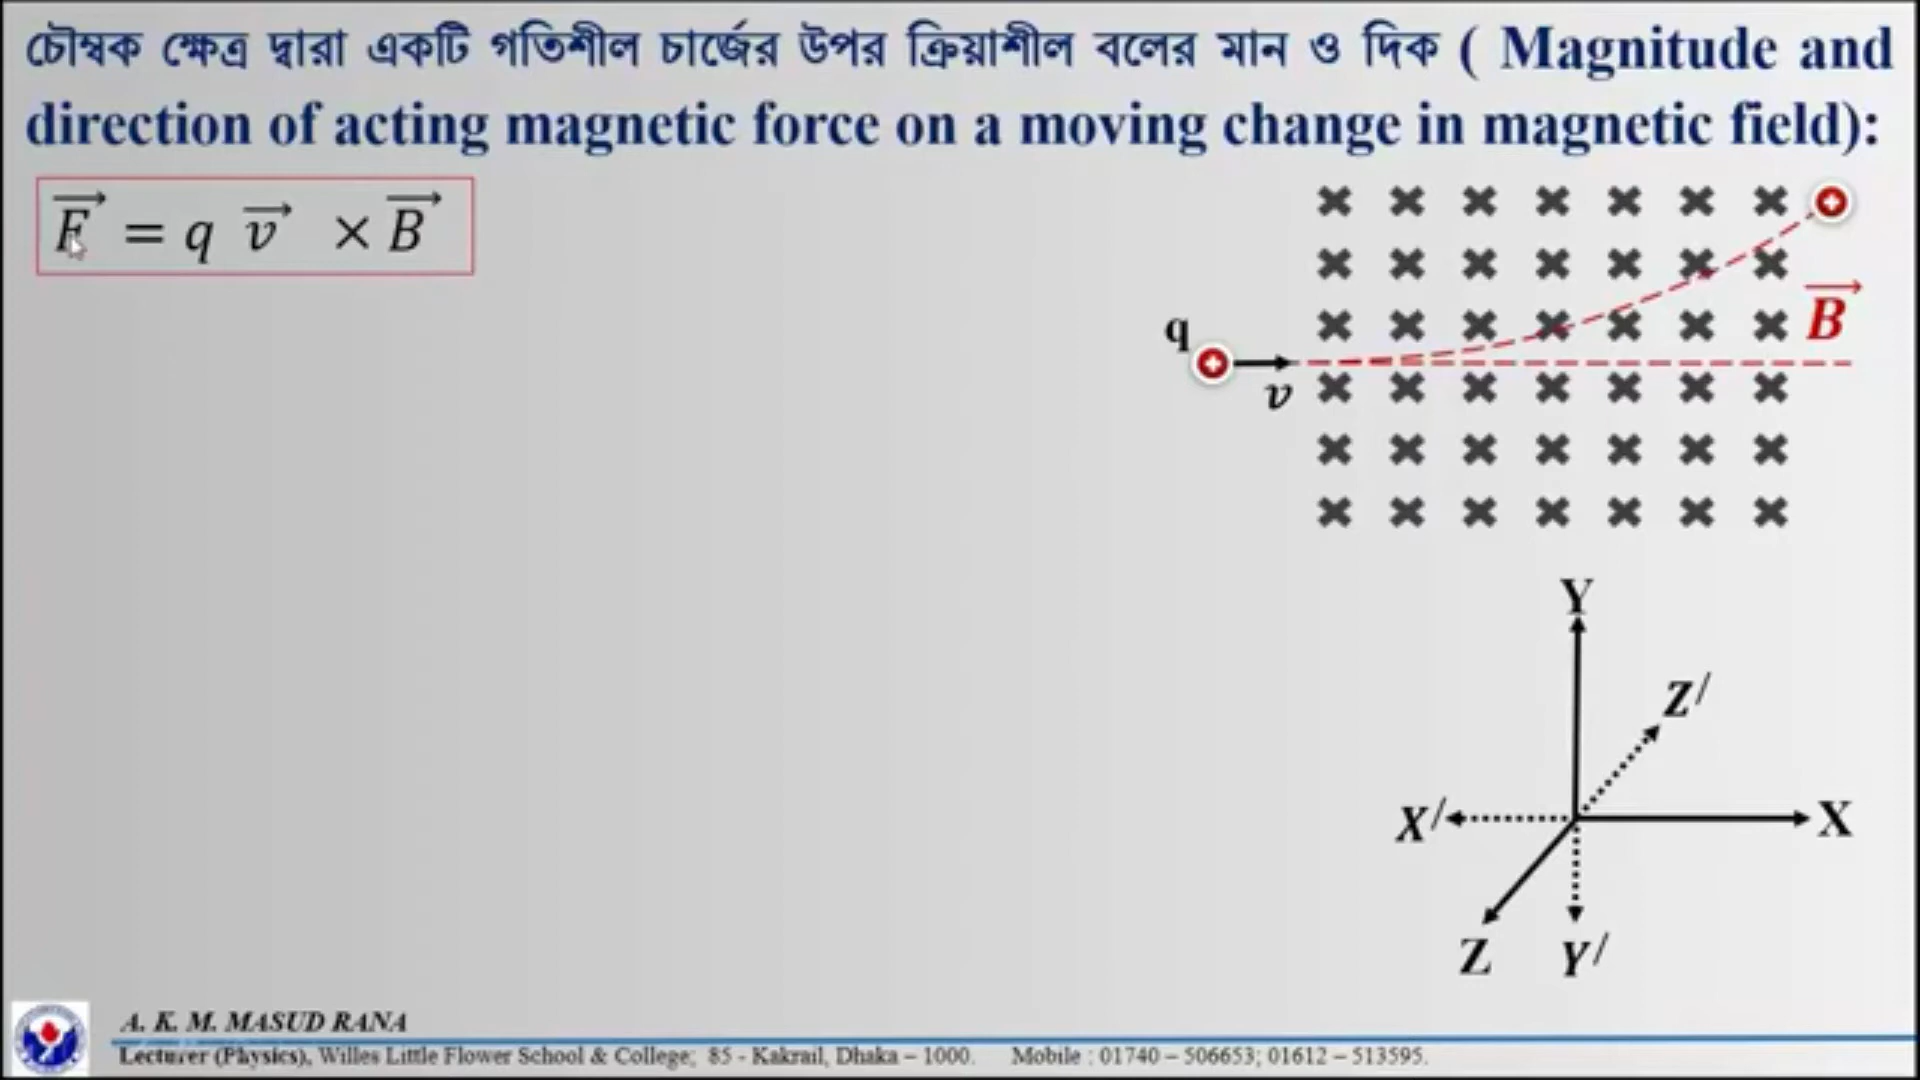 চৌম্বক ক্ষেত্র দ্বারা একটি গতিশীল চার্জের উপর ক্রিয়াশীল বলের মান ও দিক ( Magnitude and
direction of acting magnetic force on a moving change in magnetic field):
F⃗ = q v⃗ × B⃗
q
v
B⃗
Y
Z/
X/
X
Z
Y/
A. K. M. MASUD RANA
Lecturer (Physics), Willes Little Flower School & College; 85 - Kakrail, Dhaka – 1000. Mobile : 01740 – 506653; 01612 – 513595.